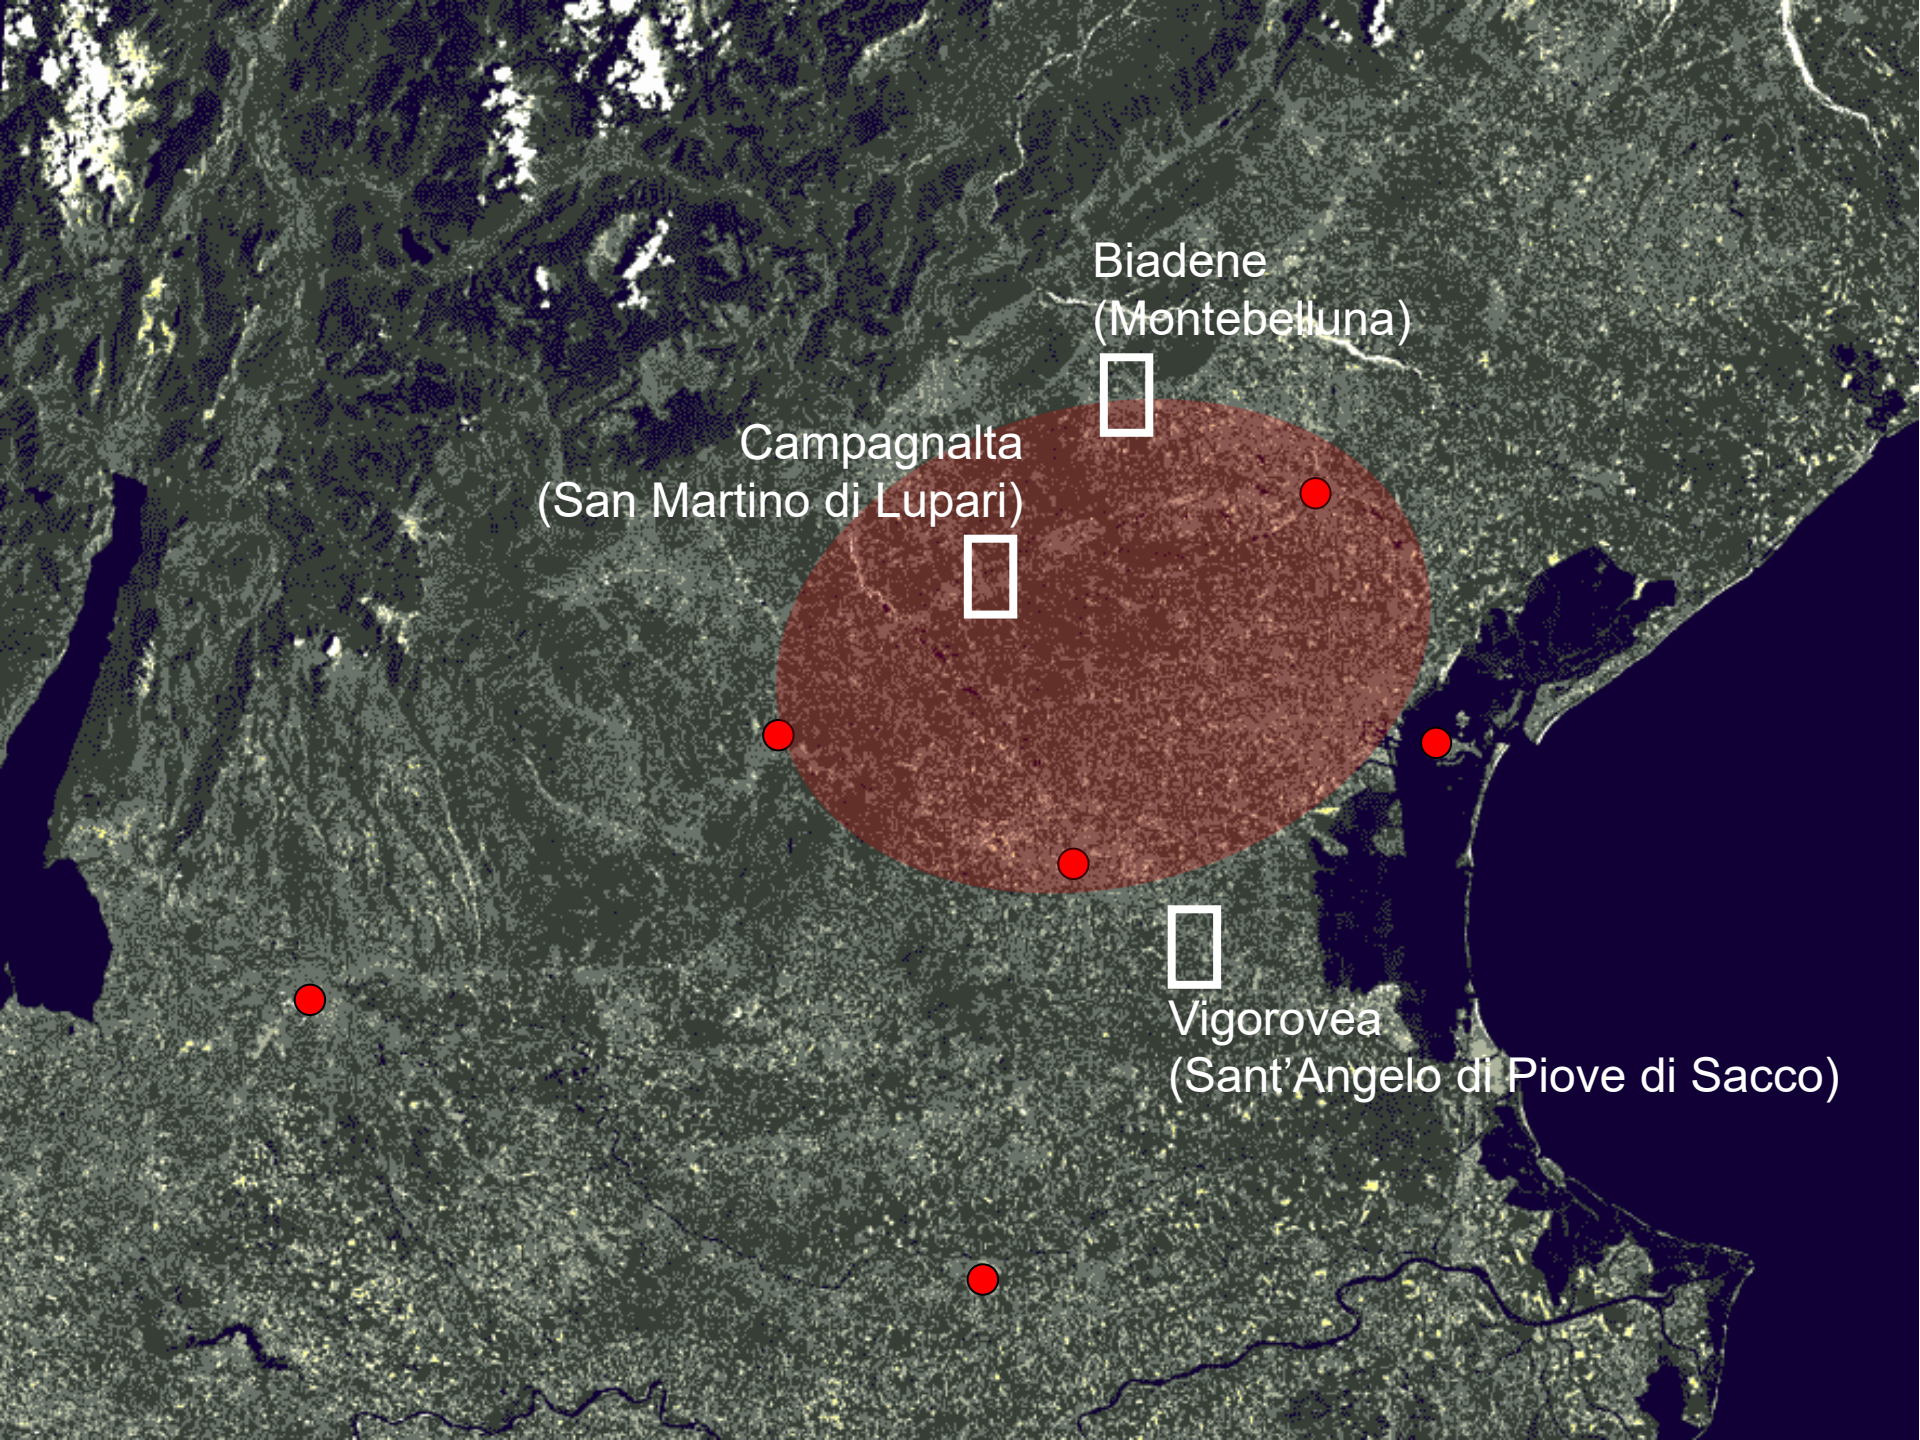 Biadene
(Montebelluna)
Campagnalta
(San Martino di Lupari)
Vigorovea
(Sant’Angelo di Piove di Sacco)